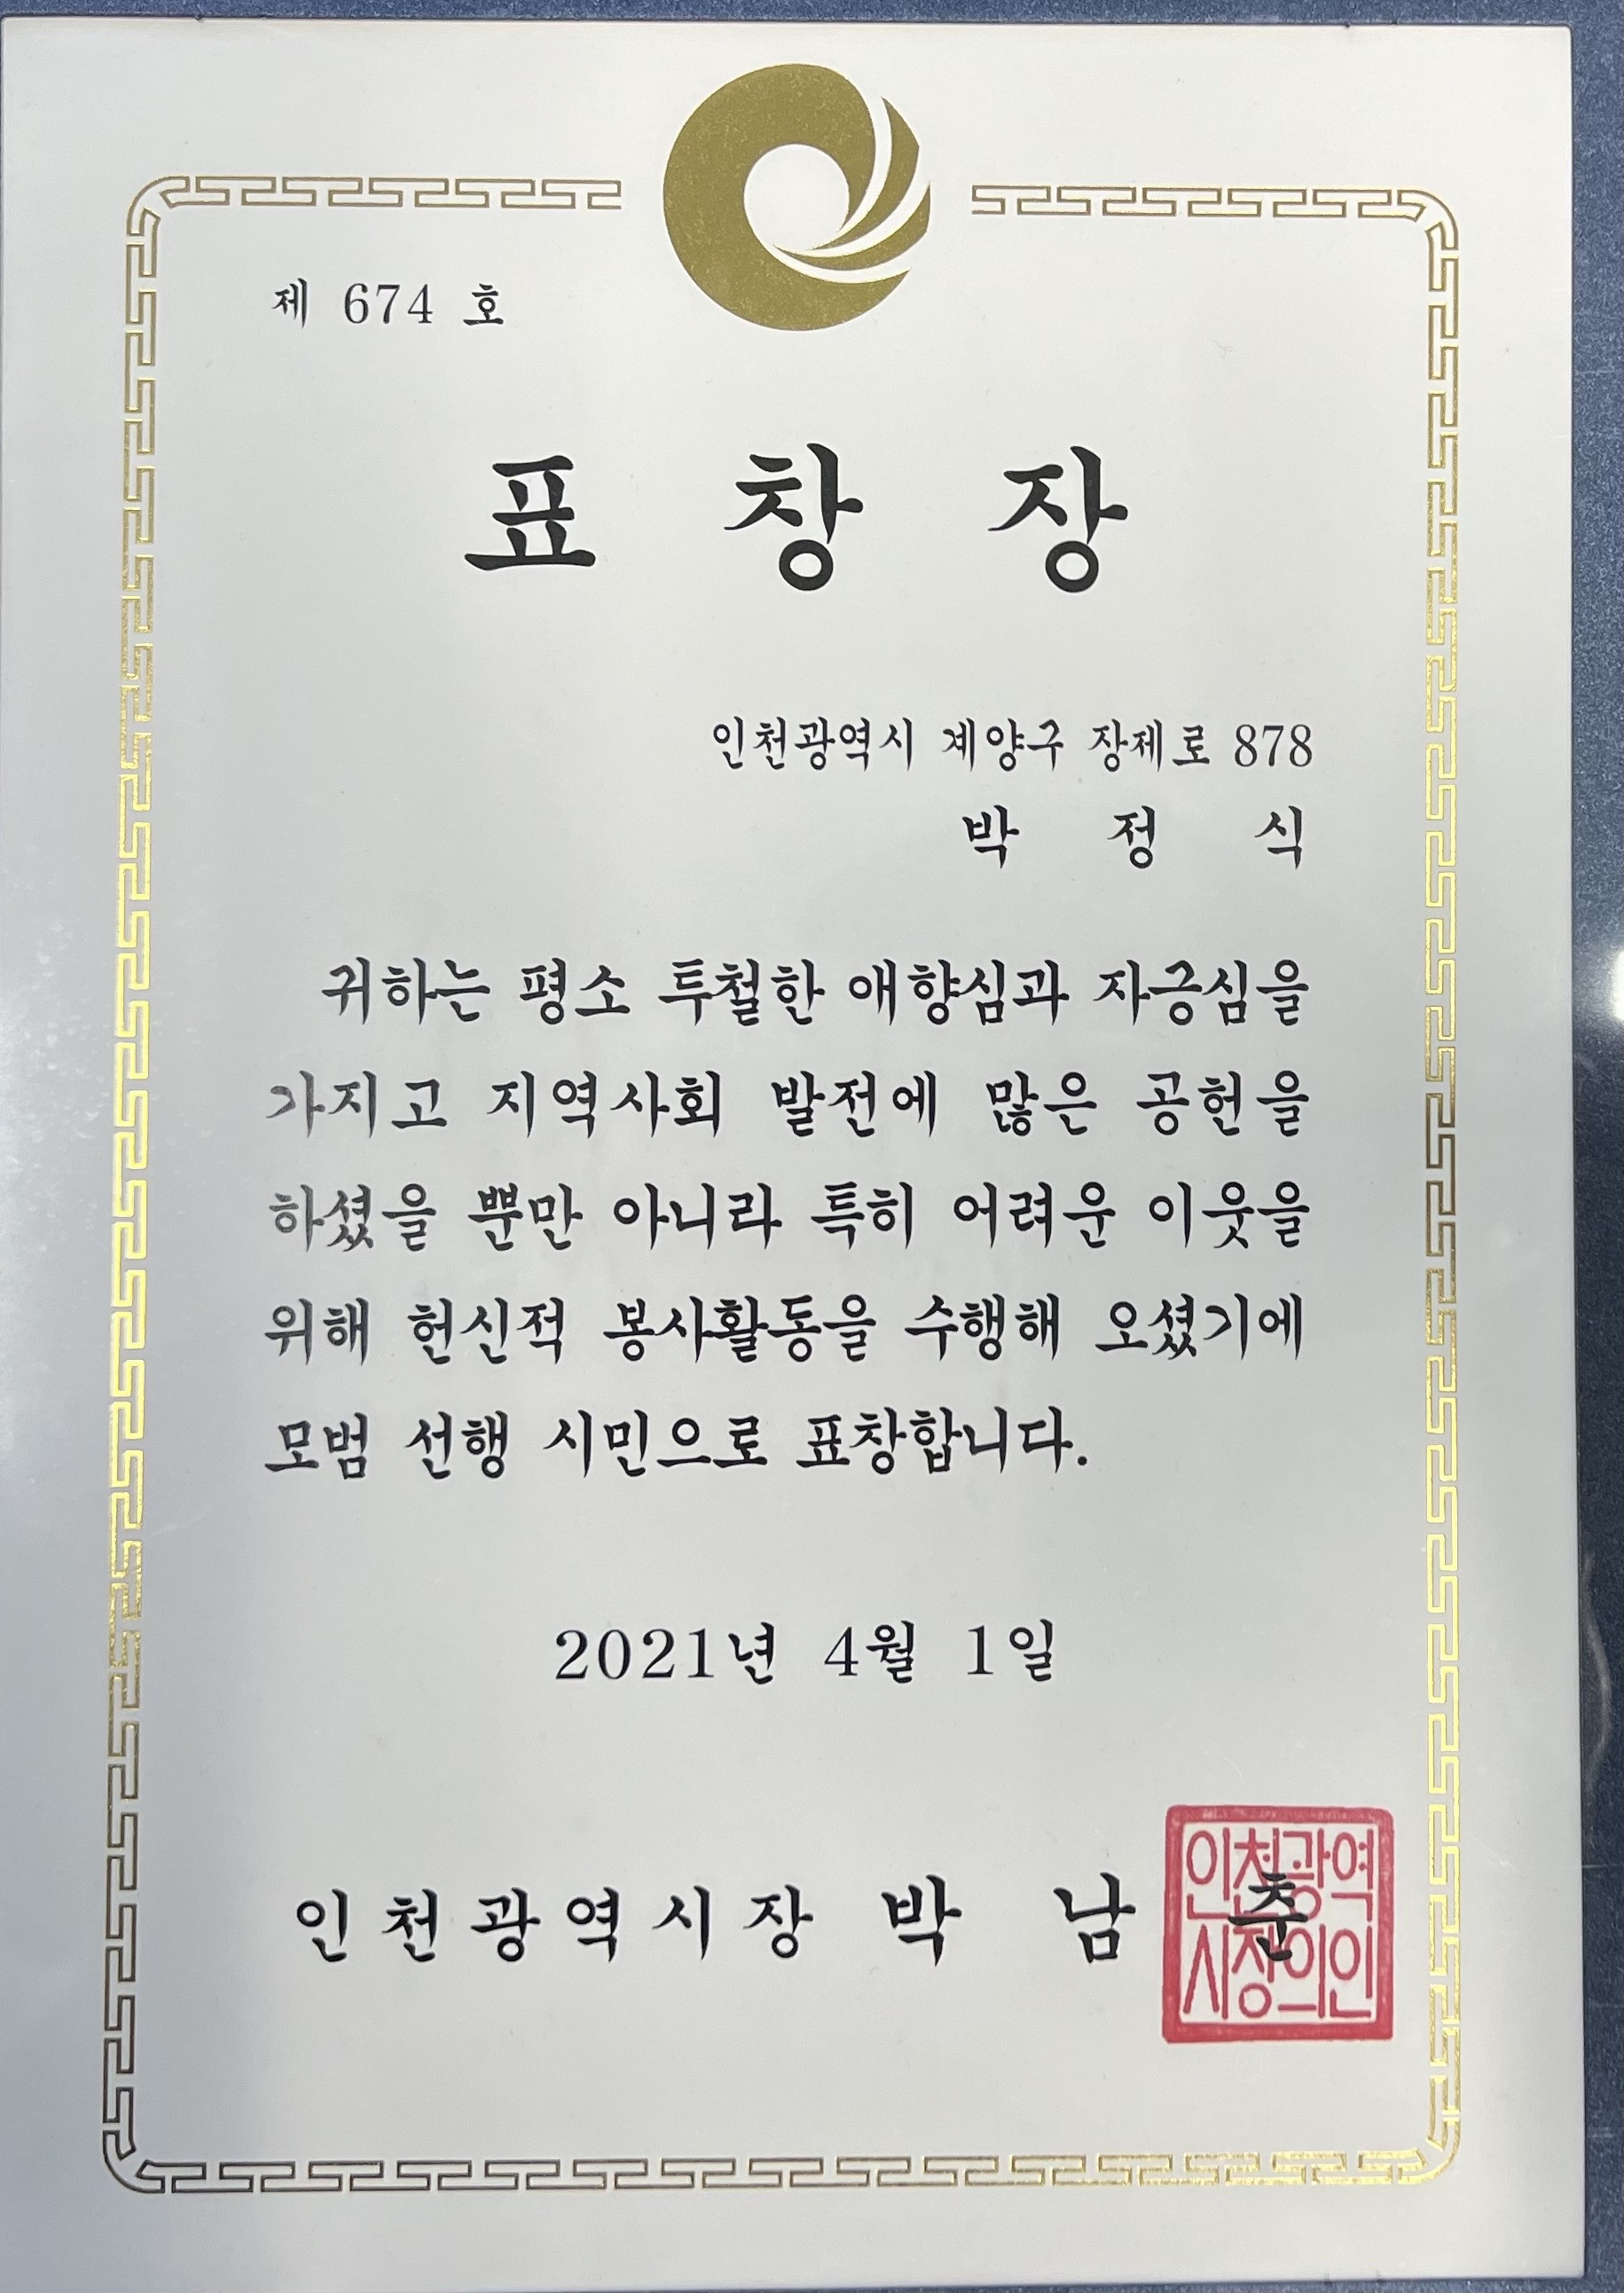 제 674 호
표 창 장
인천광역시 계양구 장제로 878
박 정 식
귀하는 평소 투철한 애향심과 자긍심을
가지고 지역사회 발전에 많은 공헌을
하셨을 뿐만 아니라 특히 어려운 이웃을
위해 헌신적 봉사활동을 수행해 오셨기에
모범 선행 시민으로 표창합니다.
2021년 4월 1일
인천광역시장 박 남 춘
인천광역
시장의인